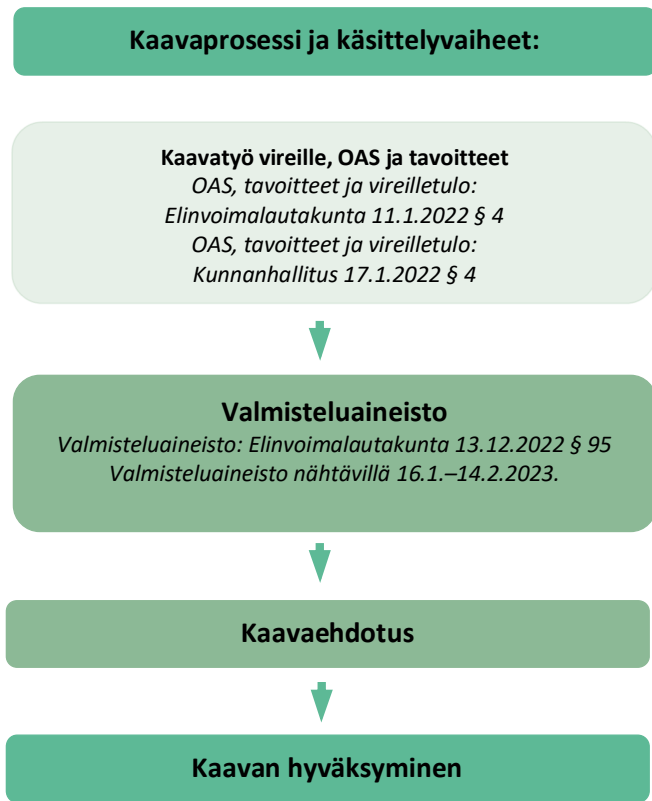 Kaavaprosessi ja käsittelyvaiheet:
Kaavatyö vireille, OAS ja tavoitteet
OAS, tavoitteet ja vireilletulo:
Elinvoimalautakunta 11.1.2022 § 4
OAS, tavoitteet ja vireilletulo:
Kunnanhallitus 17.1.2022 § 4
Valmisteluaineisto
Valmisteluaineisto: Elinvoimalautakunta 13.12.2022 § 95
Valmisteluaineisto nähtävillä 16.1.–14.2.2023.
Kaavaehdotus
Kaavan hyväksyminen